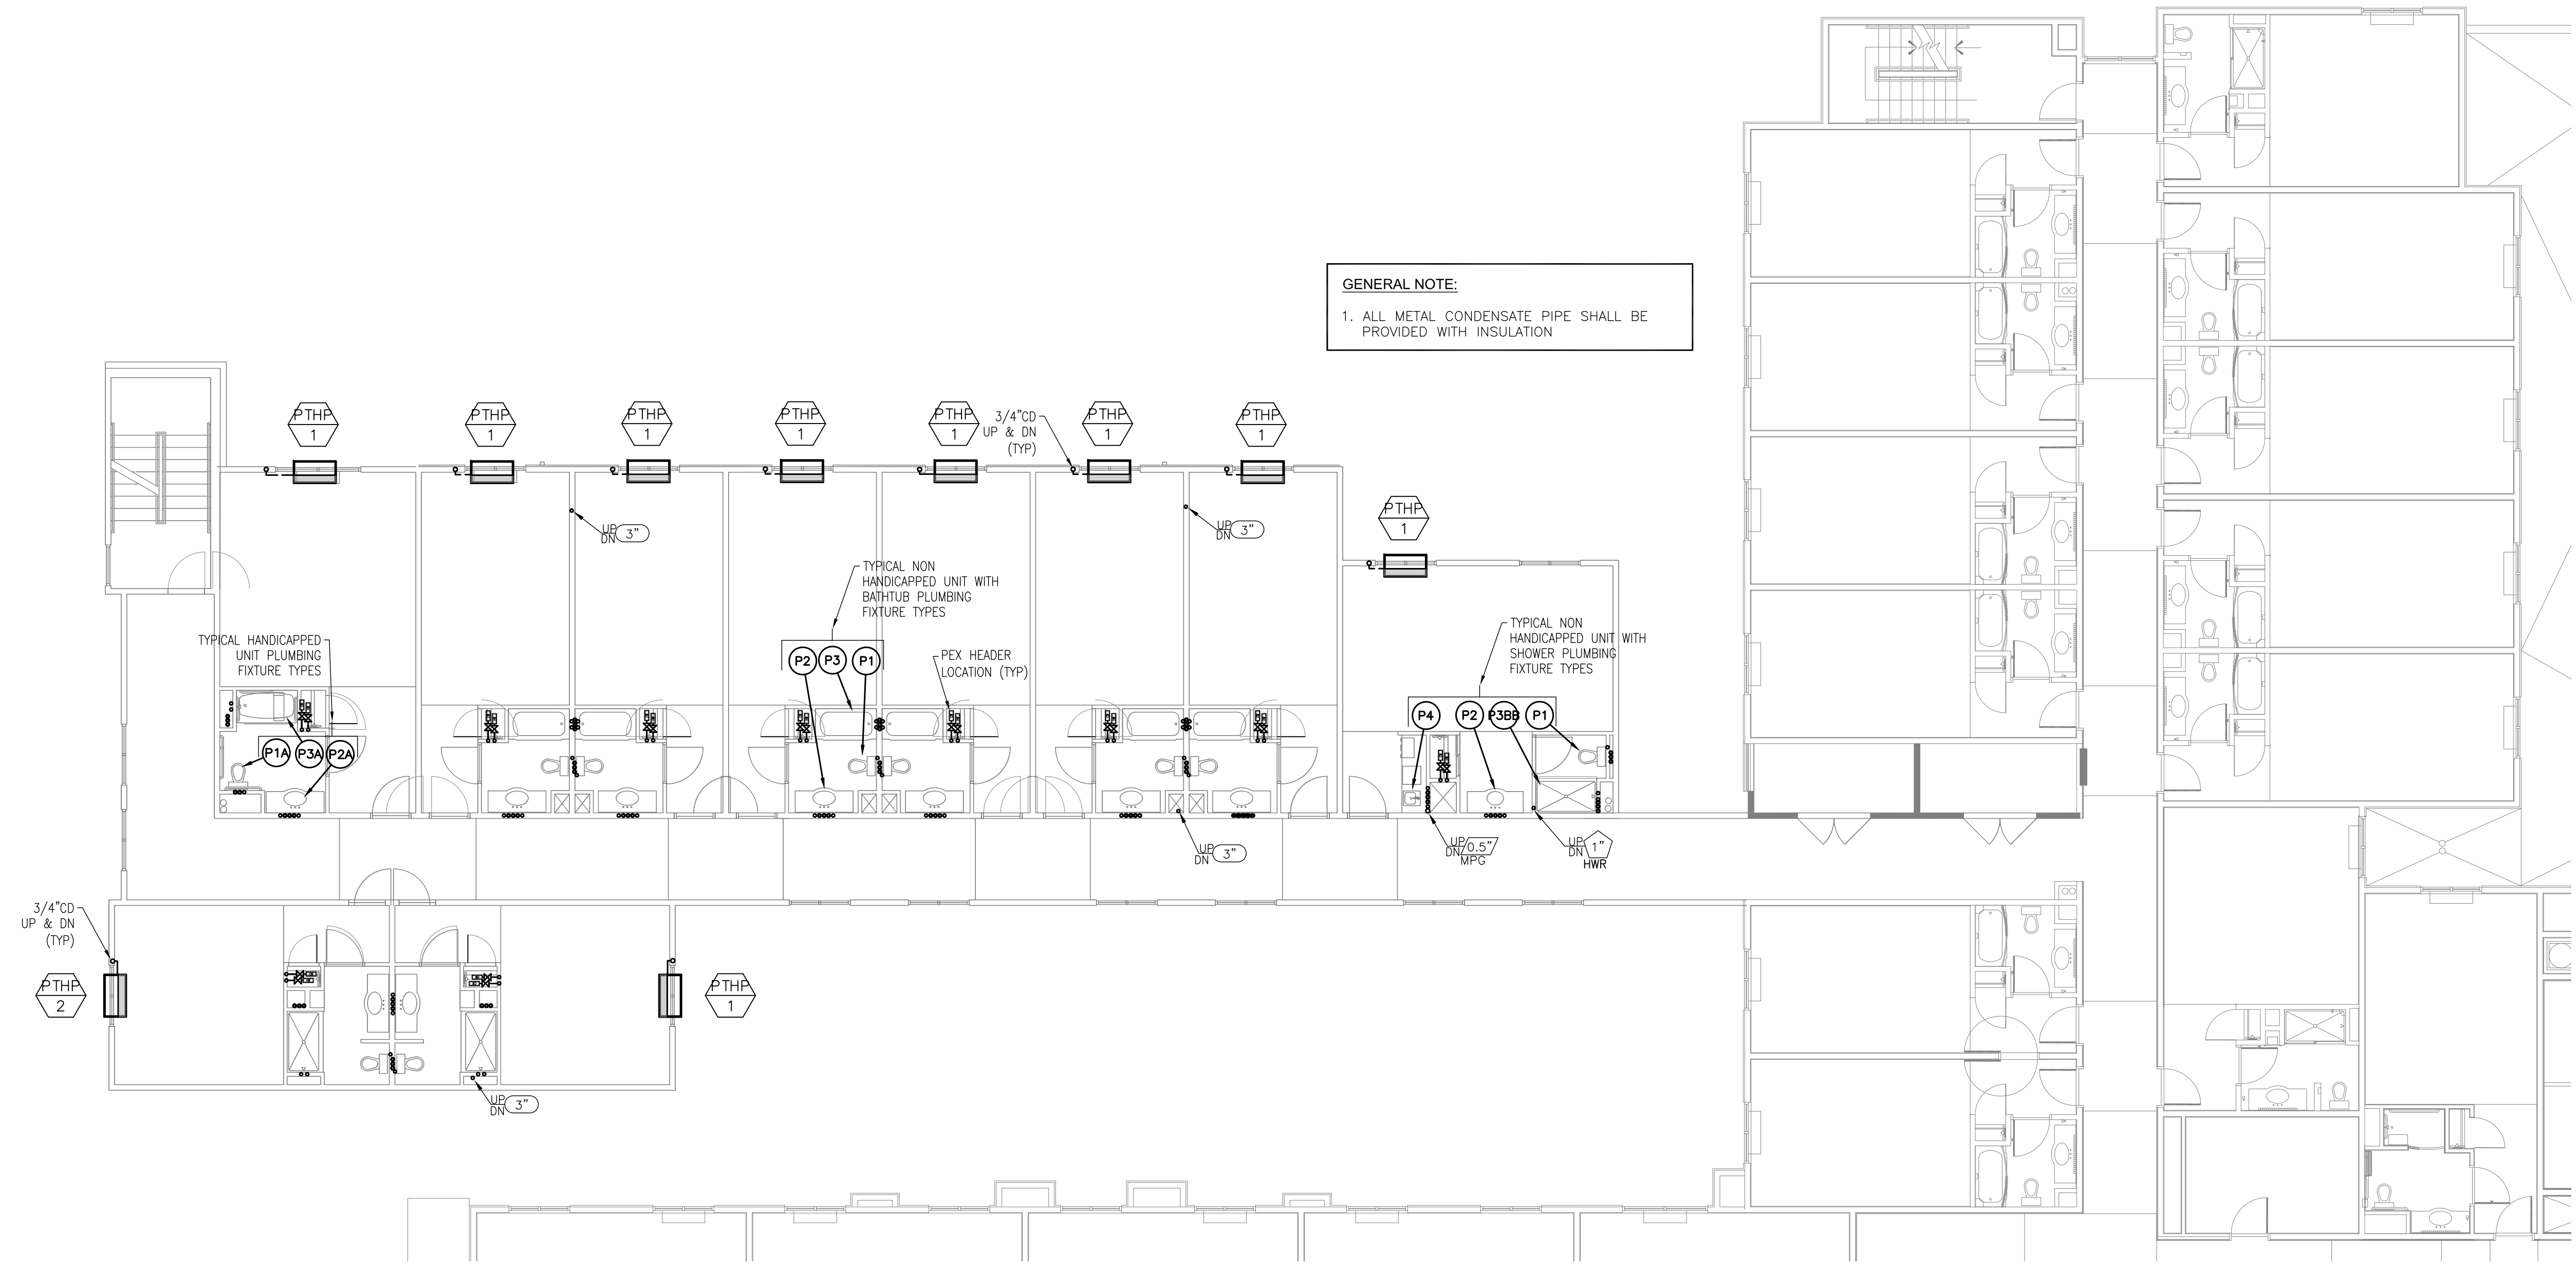 GENERAL NOTE:
1. ALL METAL CONDENSATE PIPE SHALL BE
PROVIDED WITH INSULATION
PTHP
1
PTHP
1
PTHP
1
PTHP
1
PTHP
1
3/4"CD
UP & DN
(TYP)
PTHP
1
PTHP
1
PTHP
1
UP
DN
3"
UP
DN
3"
TYPICAL NON
HANDICAPPED UNIT WITH
BATHTUB PLUMBING
FIXTURE TYPES
P2
P3
P1
PEX HEADER
LOCATION (TYP)
TYPICAL NON
HANDICAPPED UNIT WITH
SHOWER PLUMBING
FIXTURE TYPES
P4
P2
P3BB
P1
TYPICAL HANDICAPPED
UNIT PLUMBING
FIXTURE TYPES
P1A
P3A
P2A
UP
DN
3"
UP
DN
0.5"
MPG
UP
DN
1"
HWR
3/4"CD
UP & DN
(TYP)
PTHP
2
PTHP
1
UP
DN
3"